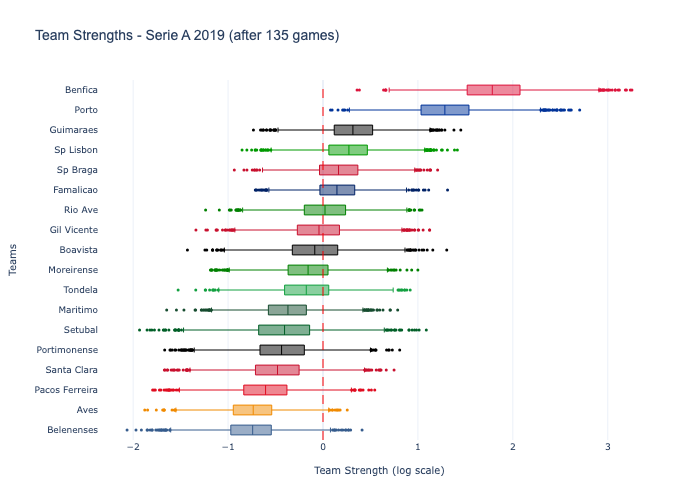 Team Strengths - Serie A 2019 (after 135 games)
Benfica
Porto
Guimaraes
Sp Lisbon
Sp Braga
Famalicao
Rio Ave
Gil Vicente
Boavista
Moreirense
Tondela
Maritimo
Setubal
Portimonense
Santa Clara
Pacos Ferreira
Aves
Belenenses
Teams
−2 −1 0 1 2 3
Team Strength (log scale)